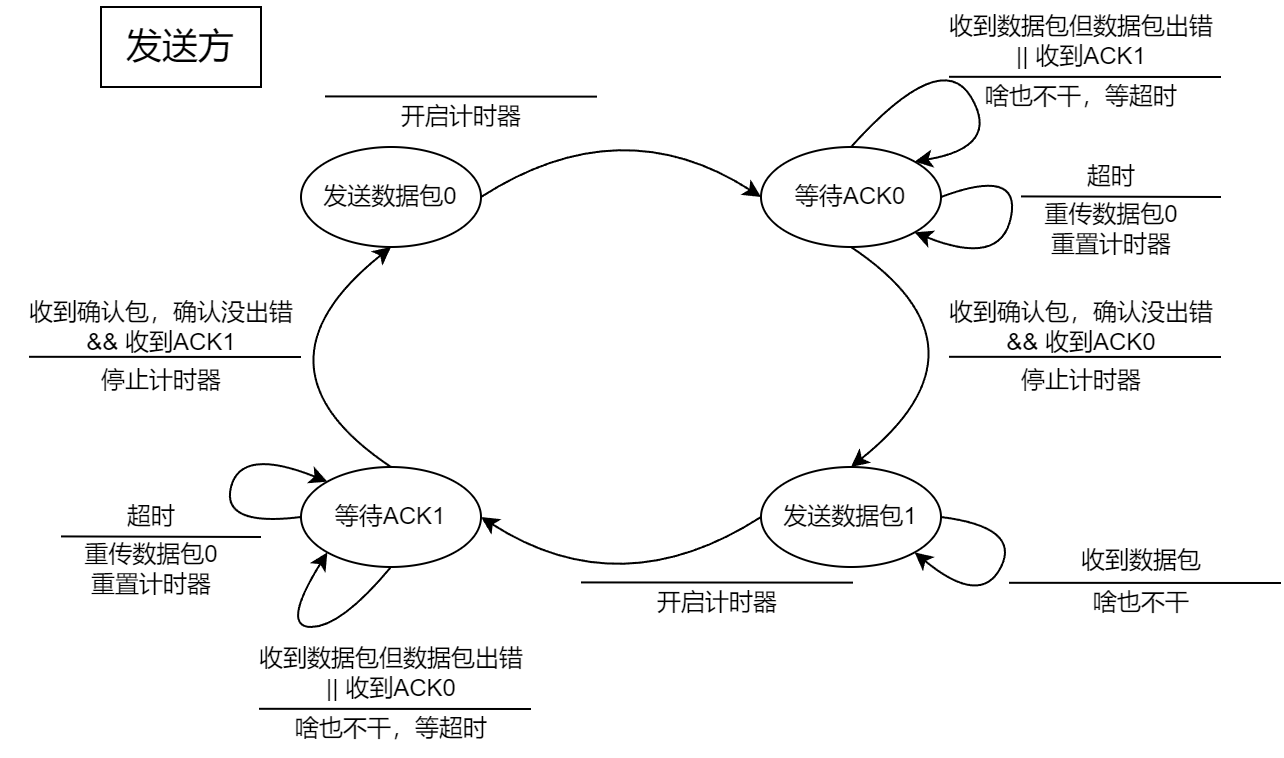 发送方
开启计时器
收到数据包但数据包出错
|| 收到ACK1
啥也不干，等超时
发送数据包0
等待ACK0
超时
重传数据包0
重置计时器
收到确认包，确认没出错
&& 收到ACK1
停止计时器
收到确认包，确认没出错
&& 收到ACK0
停止计时器
等待ACK1
发送数据包1
超时
重传数据包0
重置计时器
开启计时器
收到数据包
啥也不干
收到数据包但数据包出错
|| 收到ACK0
啥也不干，等超时